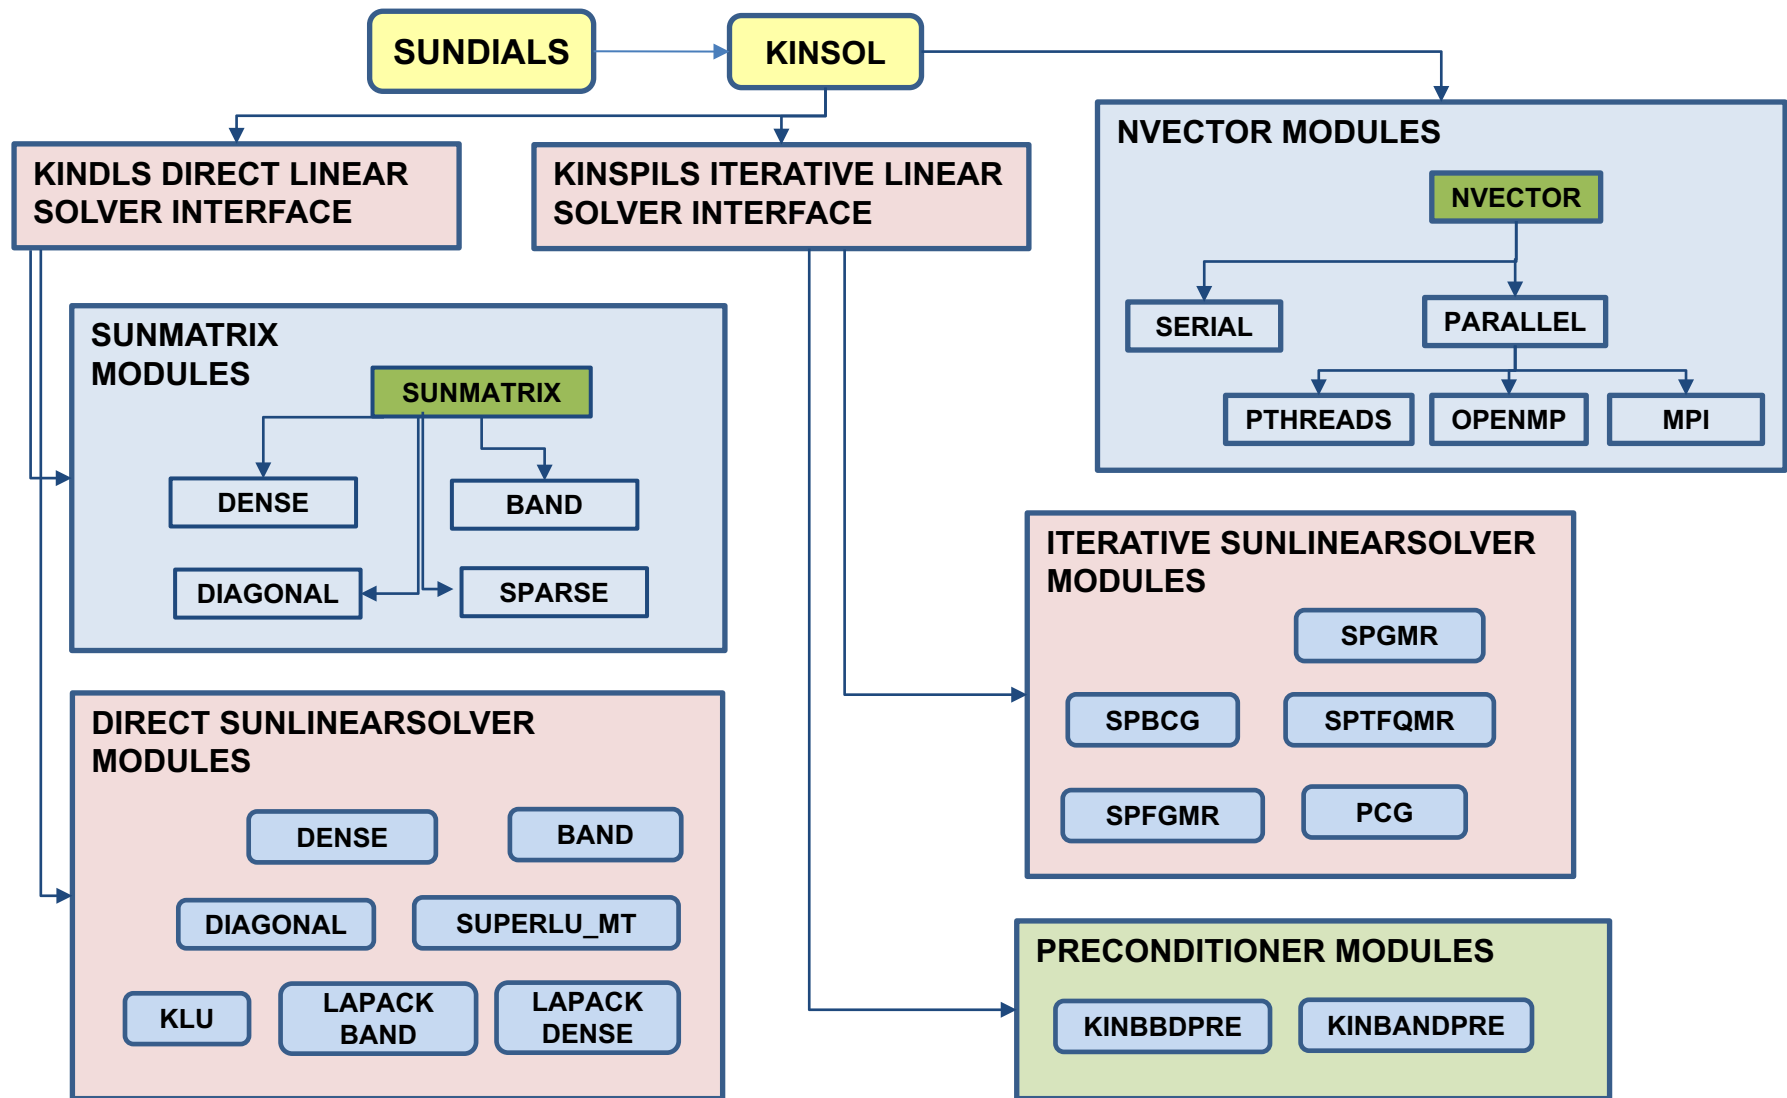 SUNDIALS
KINSOL
KINDLS DIRECT LINEAR
SOLVER INTERFACE
KINSPILS ITERATIVE LINEAR
SOLVER INTERFACE
NVECTOR MODULES
NVECTOR
SERIAL
PARALLEL
PTHREADS
OPENMP
MPI
SUNMATRIX
MODULES
SUNMATRIX
DENSE
BAND
DIAGONAL
SPARSE
DIRECT SUNLINEARSOLVER
MODULES
DENSE
BAND
DIAGONAL
SUPERLU_MT
KLU
LAPACK
BAND
LAPACK
DENSE
ITERATIVE SUNLINEARSOLVER
MODULES
SPGMR
SPBCG
SPTFQMR
SPFGMR
PCG
PRECONDITIONER MODULES
KINBBDPRE
KINBANDPRE